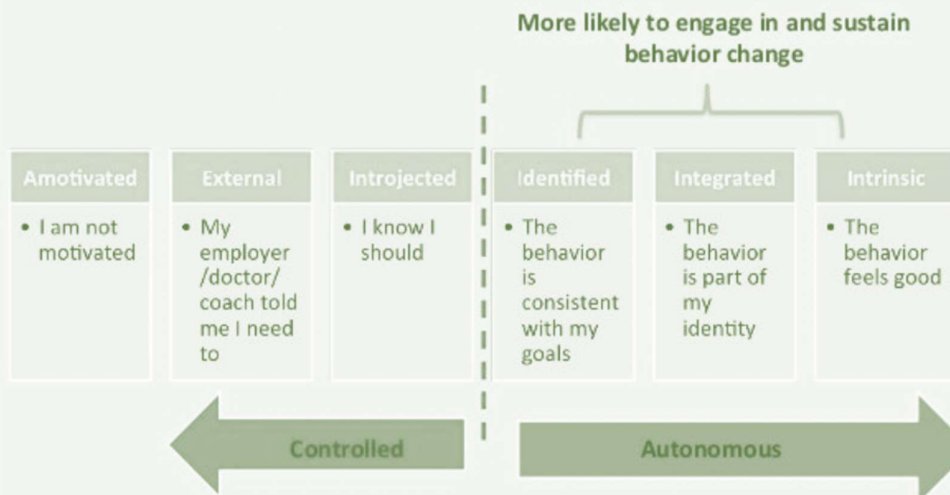 More likely to engage in and sustain
behavior change
Amotivated
• I am not
motivated
External
• My
employer
/doctor/
coach told
me I need
to
Introjected
• I know I
should
Identified
• The
behavior
is
consistent
with my
goals
Integrated
• The
behavior
is part of
my
identity
Intrinsic
• The
behavior
feels good
Controlled
Autonomous